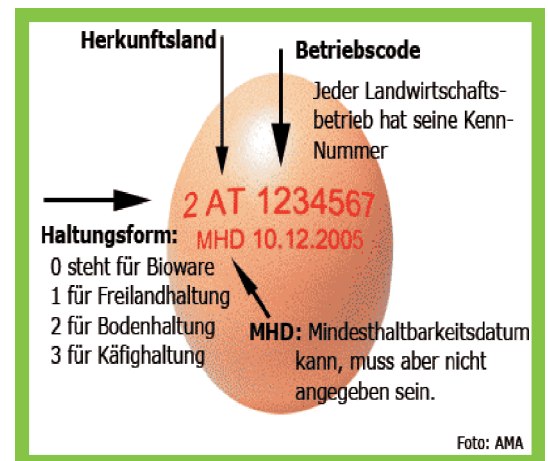 Herkunftsland
Betriebscode
Jeder Landwirtschafts-
betrieb hat seine Kenn-
Nummer
2 AT 1234567
MHD 10.12.2005
Haltungsform:
0 steht für Bioware
1 für Freilandhaltung
2 für Bodenhaltung
3 für Käfighaltung
MHD: Mindesthaltbarkeitsdatum
kann, muss aber nicht
angegeben sein.
Foto: AMA